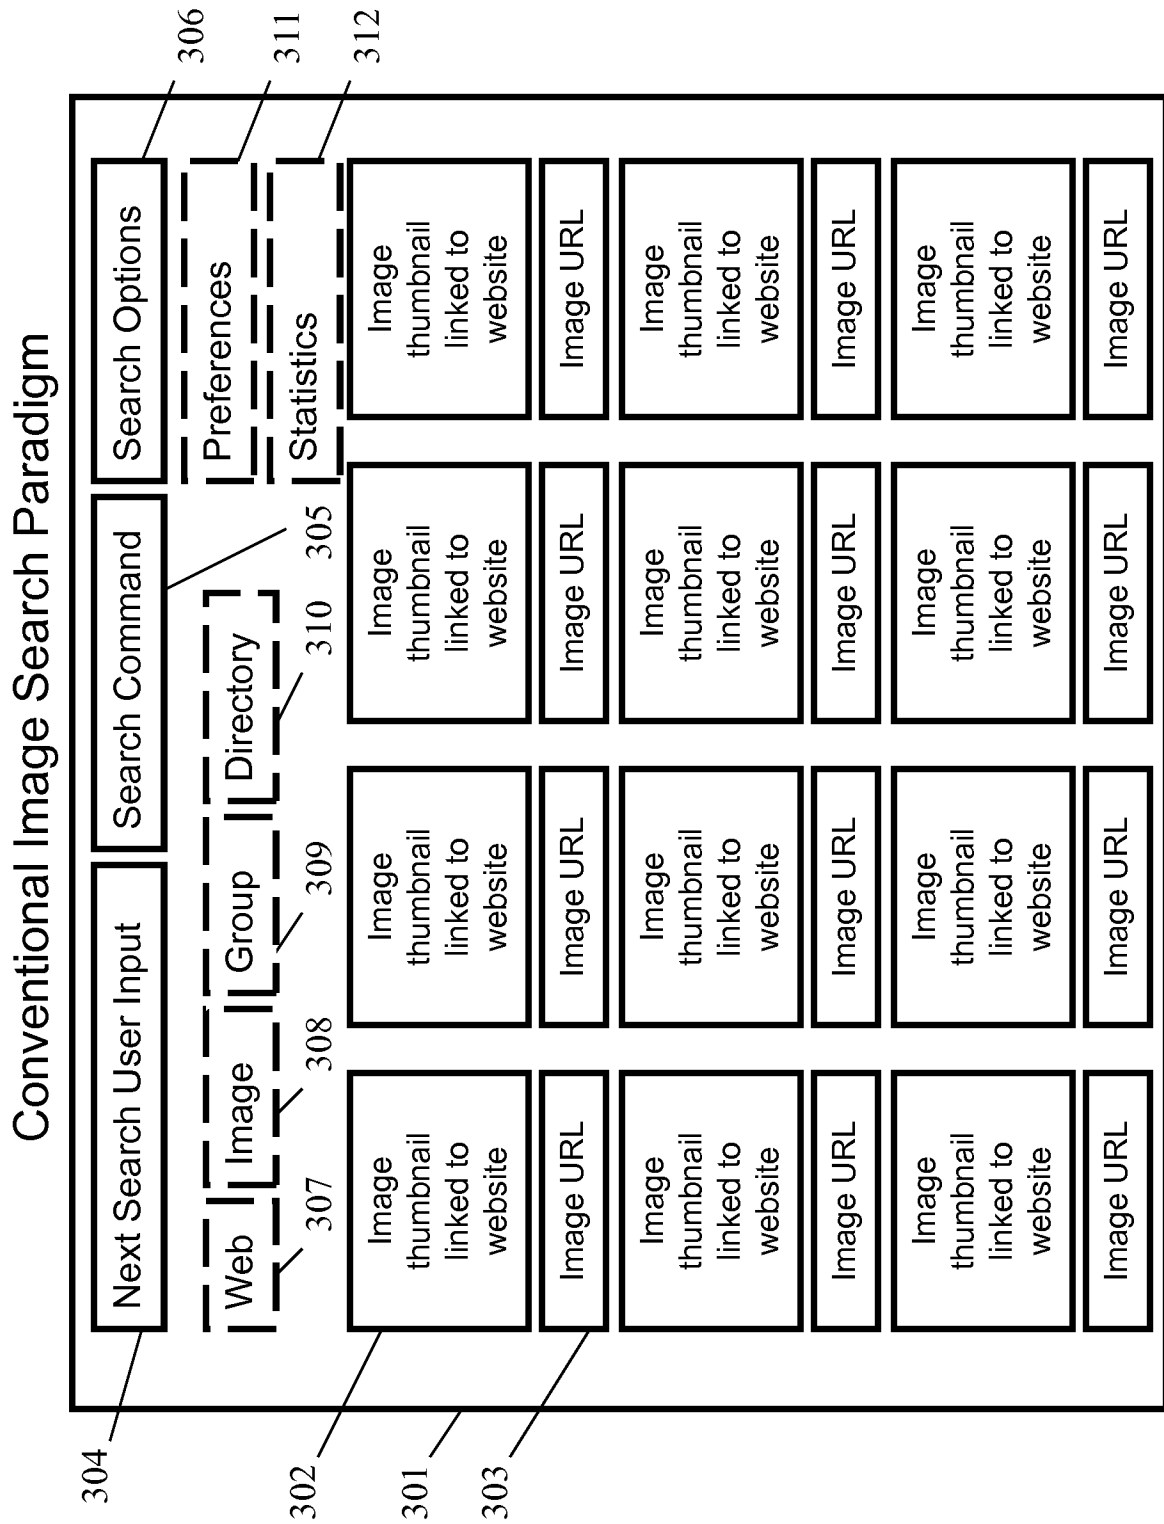 Conventional Image Search Paradigm
304
Next Search User Input
Search Command
Search Options
306
305
Web
Image
Group
Directory
307
308
309
310
Preferences
311
Statistics
312
302
301
303
Image
thumbnail
linked to
website
Image
thumbnail
linked to
website
Image
thumbnail
linked to
website
Image
thumbnail
linked to
website
Image URL
Image URL
Image URL
Image URL
Image
thumbnail
linked to
website
Image
thumbnail
linked to
website
Image
thumbnail
linked to
website
Image
thumbnail
linked to
website
Image URL
Image URL
Image URL
Image URL
Image
thumbnail
linked to
website
Image
thumbnail
linked to
website
Image
thumbnail
linked to
website
Image
thumbnail
linked to
website
Image URL
Image URL
Image URL
Image URL